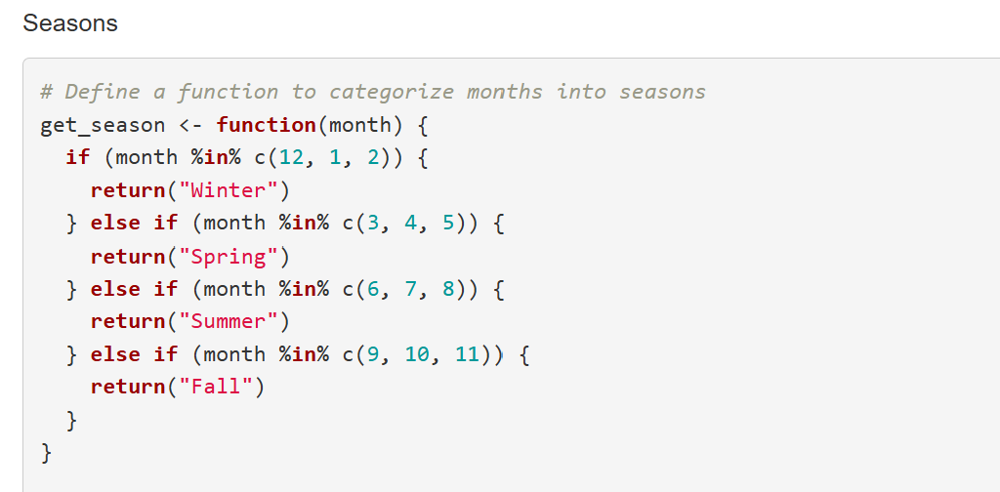 Seasons
# Define a function to categorize months into seasons
get_season <- function(month) {
  if (month %in% c(12, 1, 2)) {
    return("Winter")
  } else if (month %in% c(3, 4, 5)) {
    return("Spring")
  } else if (month %in% c(6, 7, 8)) {
    return("Summer")
  } else if (month %in% c(9, 10, 11)) {
    return("Fall")
  }
}